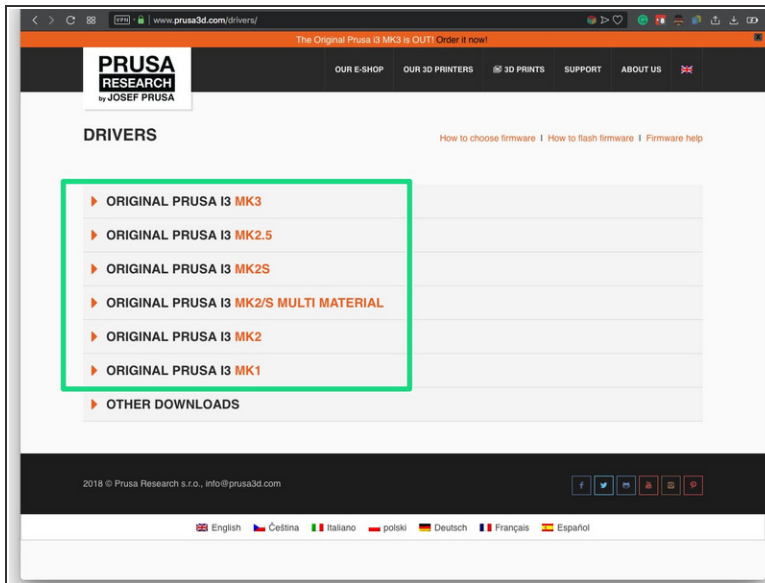 VPN www.prusa3d.com/drivers/
The Original Prusa i3 MK3 is OUT! Order it now!
PRUSA
RESEARCH
by JOSEF PRUSA
OUR E-SHOP OUR 3D PRINTERS 3D PRINTS SUPPORT ABOUT US
DRIVERS
How to choose firmware I How to flash firmware I Firmware help
ORIGINAL PRUSA I3 MK3
ORIGINAL PRUSA I3 MK2.5
ORIGINAL PRUSA I3 MK2S
ORIGINAL PRUSA I3 MK2/S MULTI MATERIAL
ORIGINAL PRUSA I3 MK2
ORIGINAL PRUSA I3 MK1
OTHER DOWNLOADS
2018 © Prusa Research s.r.o., info@prusa3d.com
English Čeština Italiano polski Deutsch Français Español